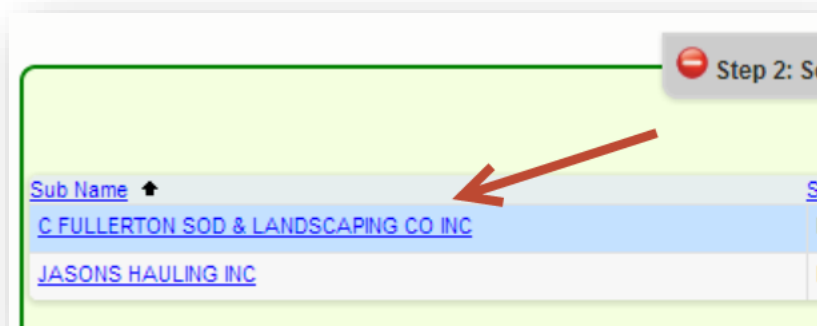 Step 2: S
Sub Name
C FULLERTON SOD & LANDSCAPING CO INC
JASONS HAULING INC